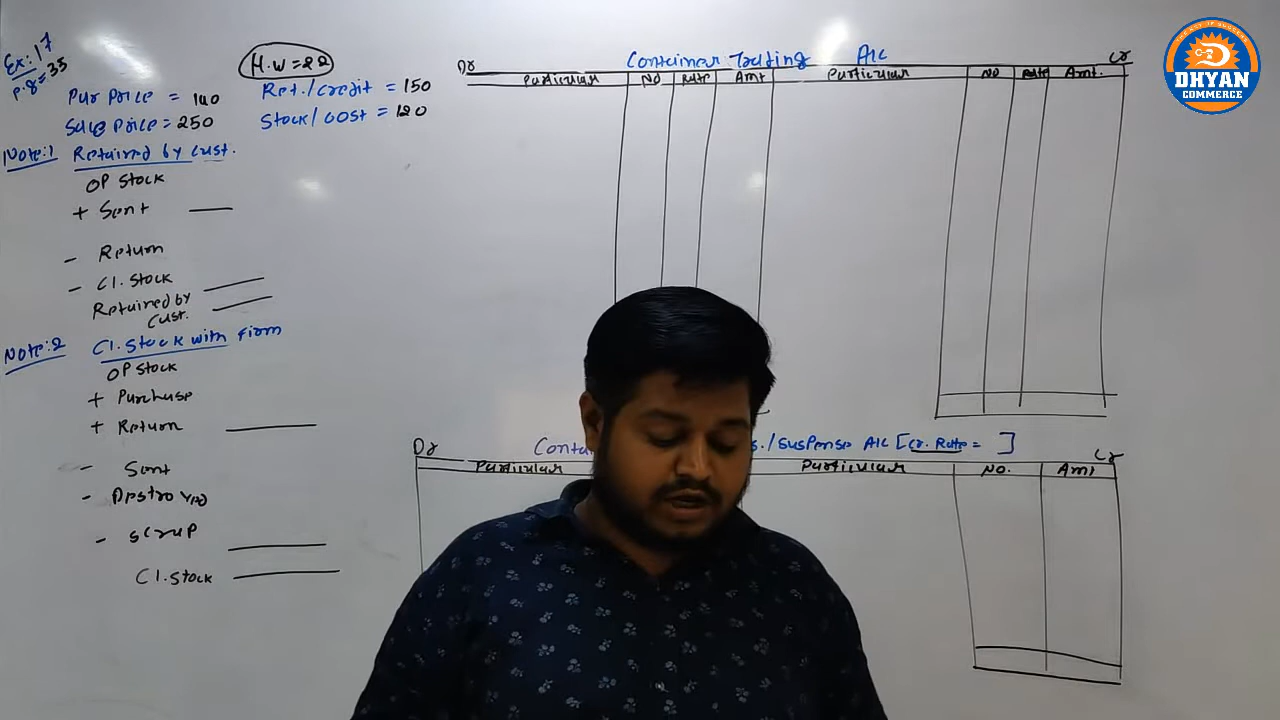 Ex: 17
P.g = 35
H.W = 22
Pur Price = 140
Sale Price = 250
Ret./credit = 150
Stock/cost = 120
Note:1 Retained by cust.
OP Stock
+ Sent
- Return
- Cl. Stock
Retained by
cust.
Note:2 Cl. Stock with Firm
OP Stock
+ Purchase
+ Return
- Sent
- Destroyed
- Scrap
Cl. Stock
Dr Container Trading A/C Cr
Particular NO Rate Amt Particular NO Rate Amt.
Dr s./Suspense A/C [Cr. Rate = ] Cr
Particular Particular NO. Amt
DHYAN
COMMERCE